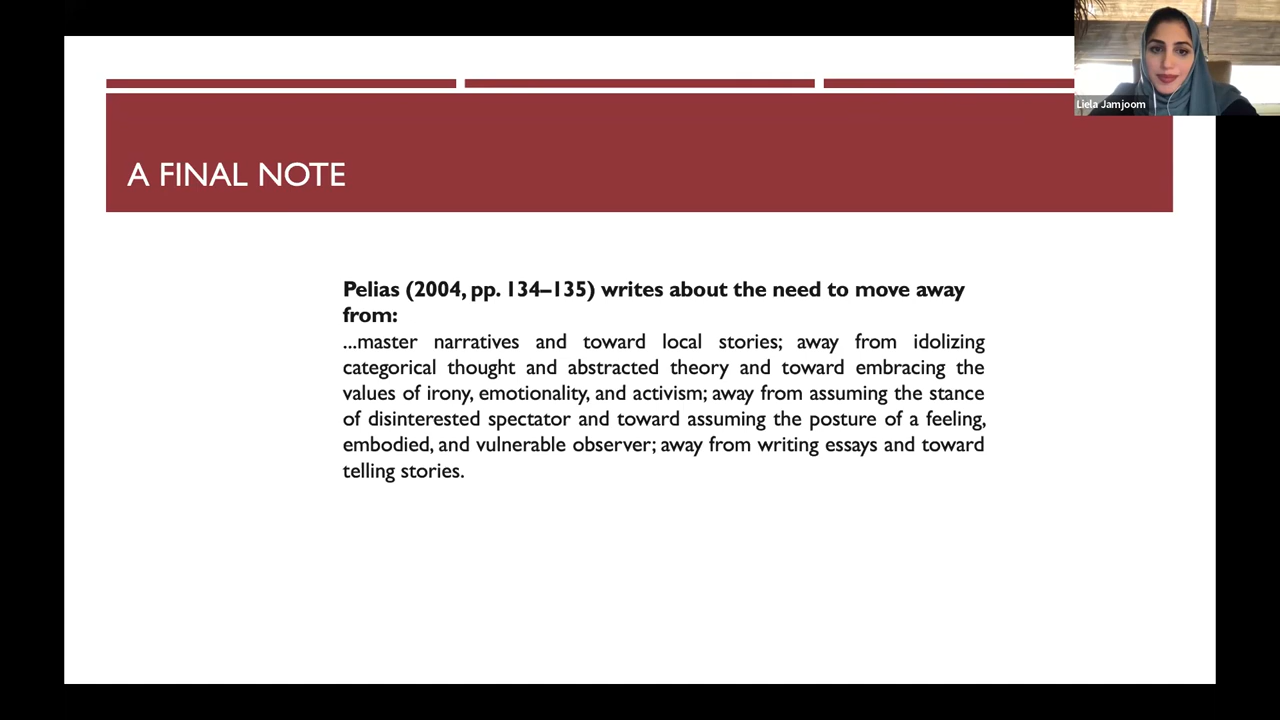 A FINAL NOTE
Liela Jamjoom
Pelias (2004, pp. 134–135) writes about the need to move away
from:
...master narratives and toward local stories; away from idolizing
categorical thought and abstracted theory and toward embracing the
values of irony, emotionality, and activism; away from assuming the stance
of disinterested spectator and toward assuming the posture of a feeling,
embodied, and vulnerable observer; away from writing essays and toward
telling stories.